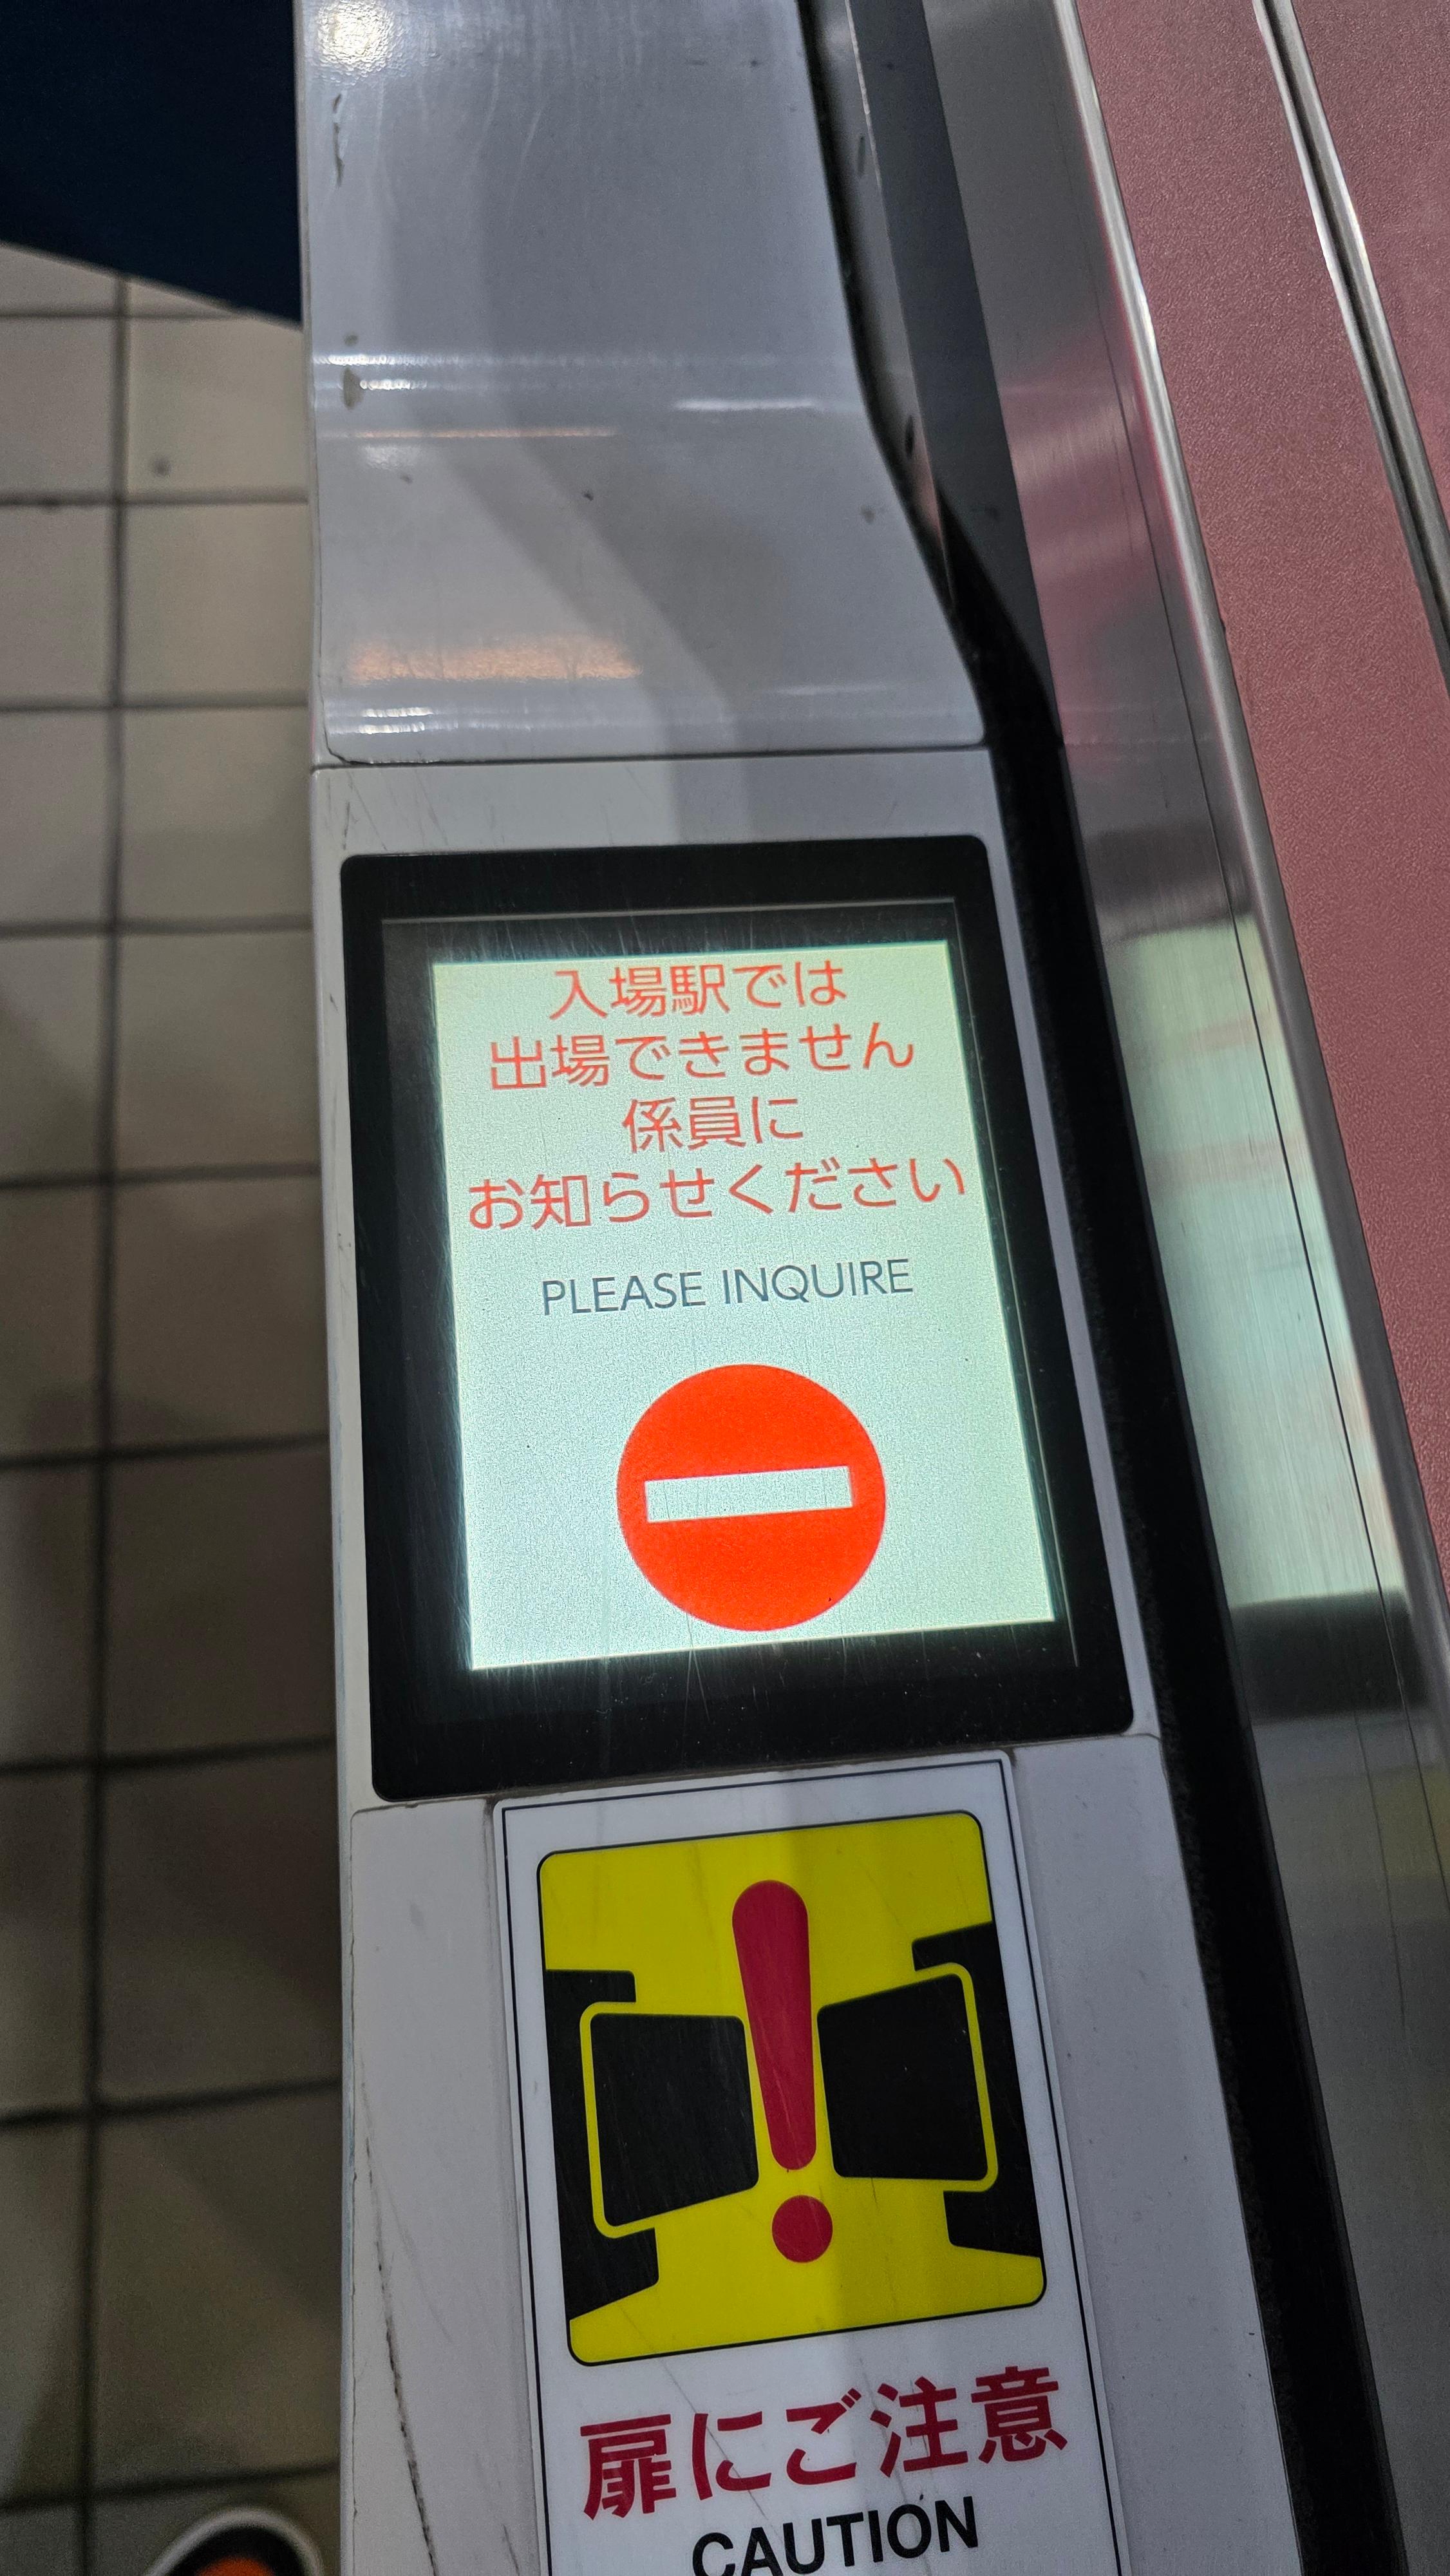 入場駅では
出場できません
係員に
お知らせください
PLEASE INQUIRE
扉にご注意
CAUTION